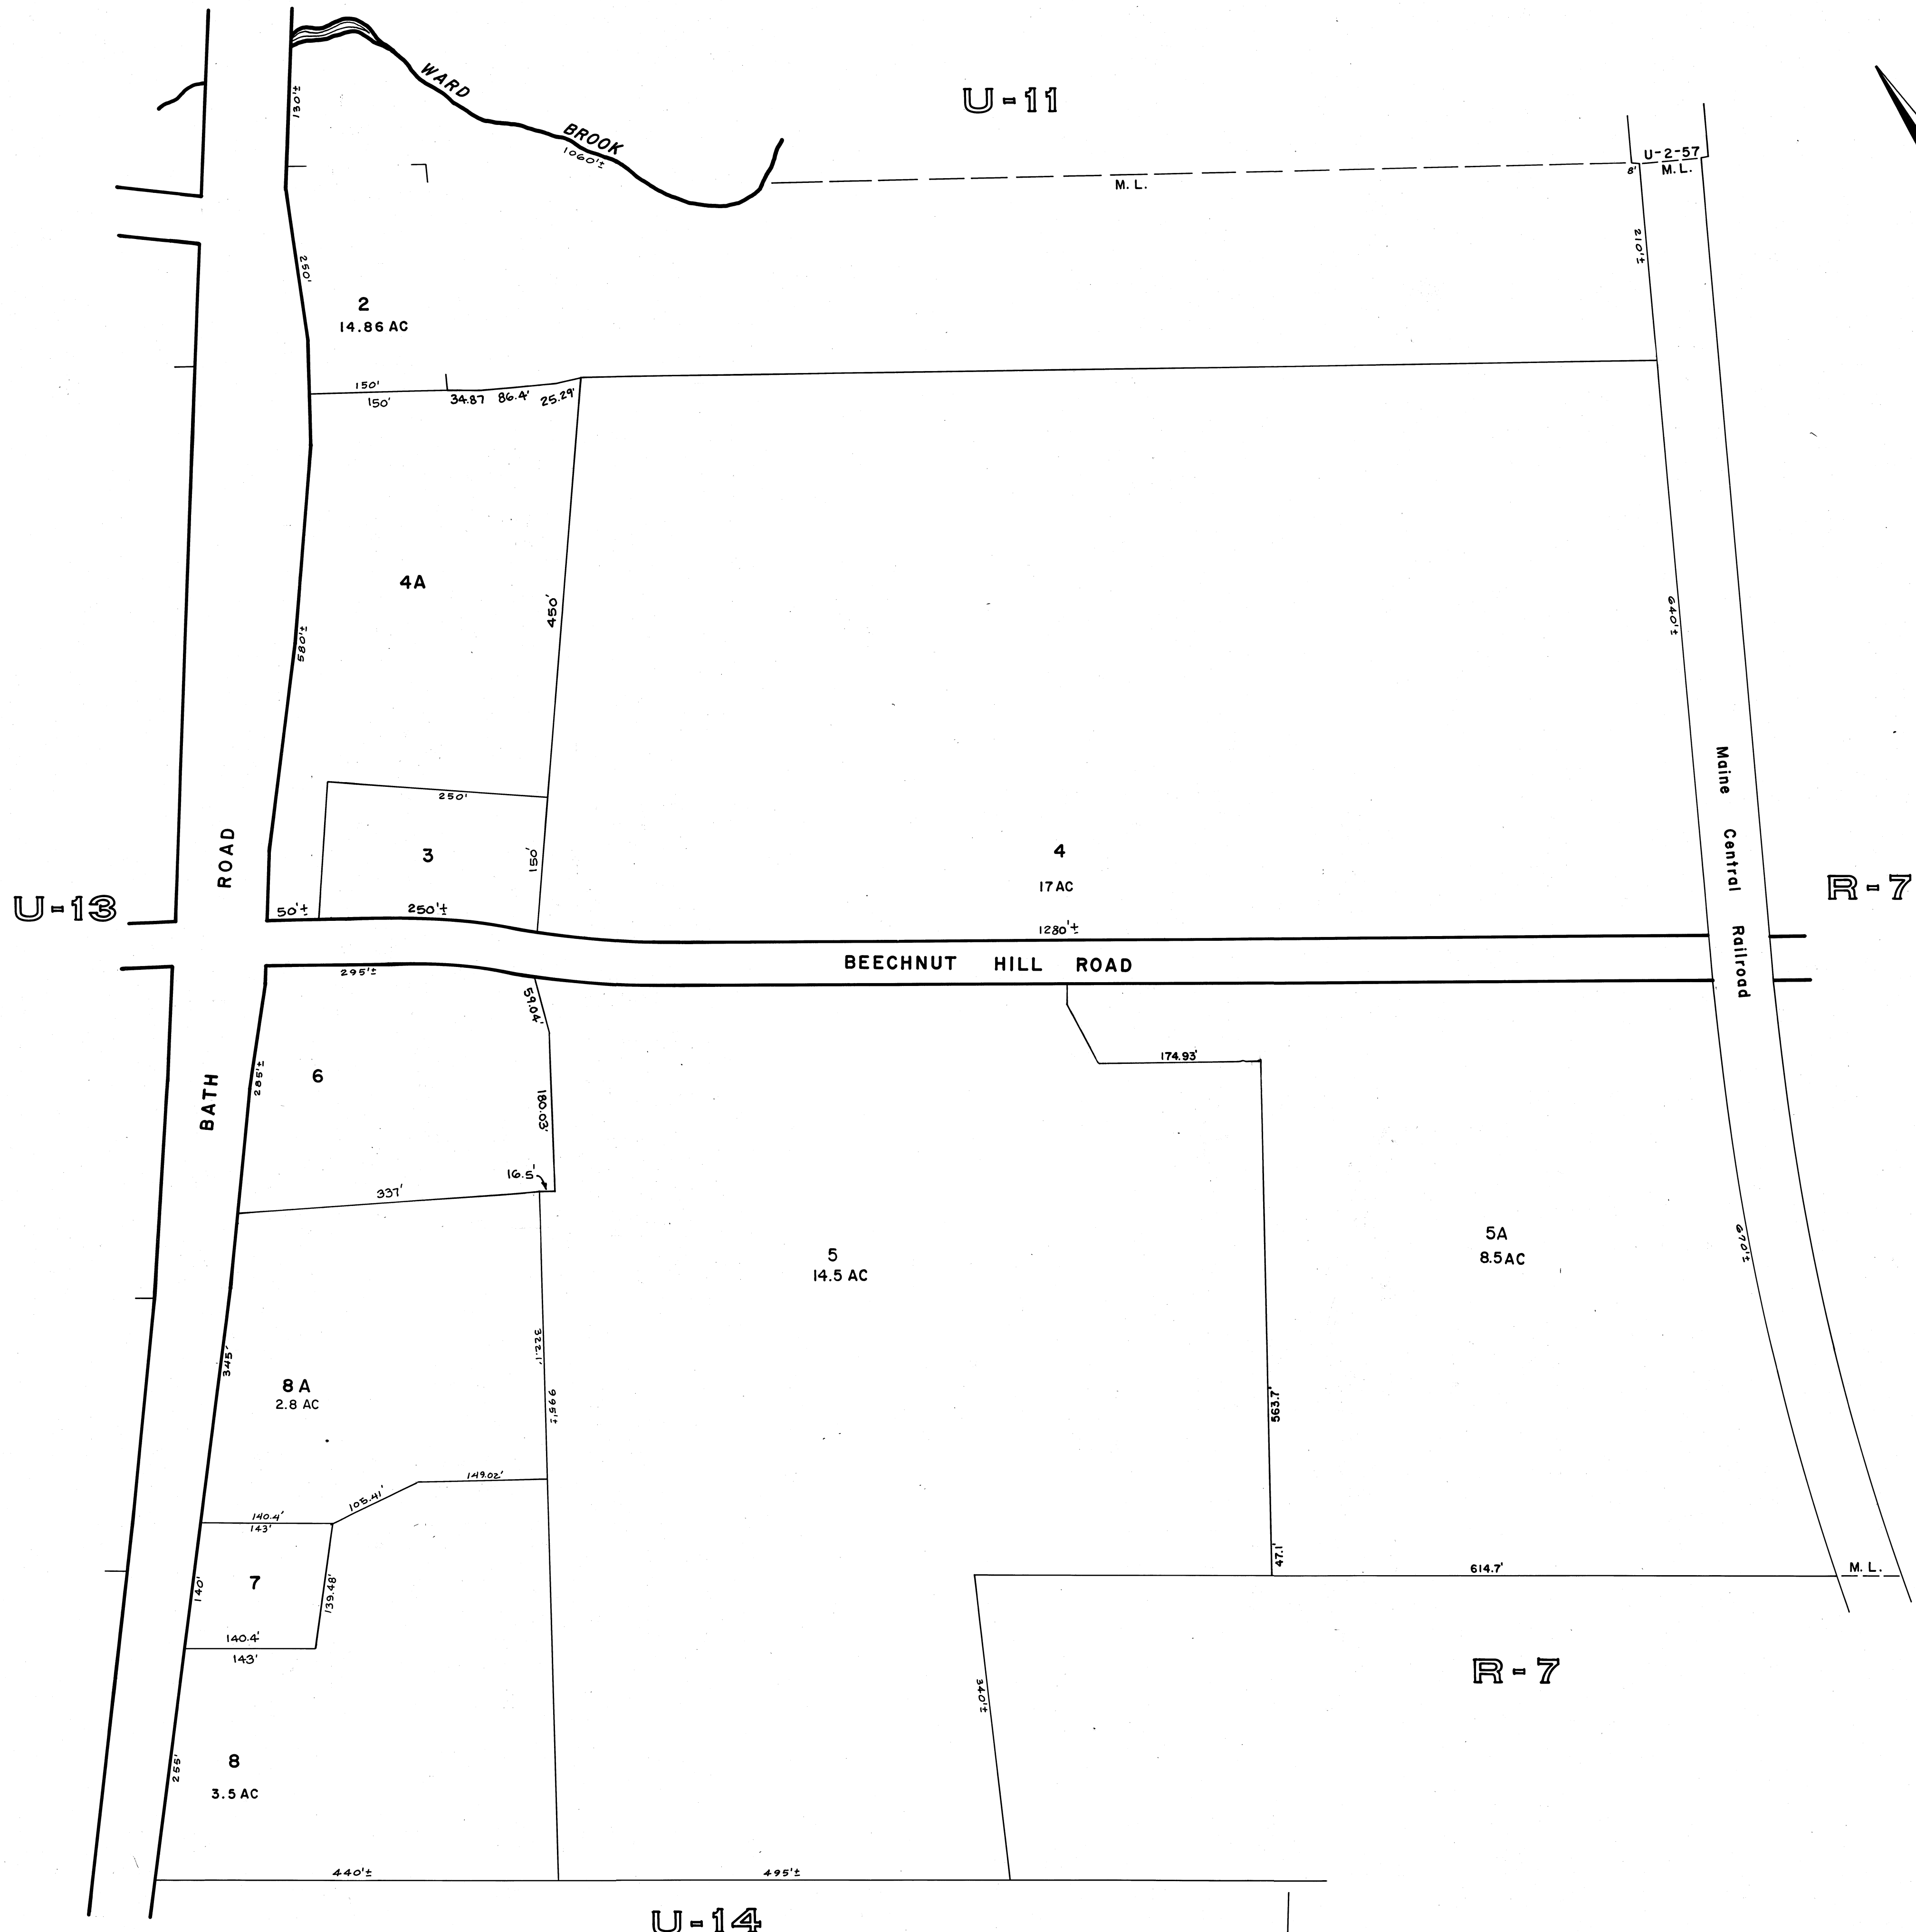 WARD
BROOK
1060'±
U-11
130'±
U-2-57
M. L.
8'
M. L.
250'
210'±
2
14.86 AC
150'
150'
34.87
86.4'
25.29'
4A
450'
580'±
640'±
Maine Central Railroad
250'
3
150'
ROAD
4
17 AC
U-13
R-7
50'±
250'±
1280'±
BEECHNUT HILL ROAD
295'±
59.04'
174.93'
285'±
6
BATH
180.03'
16.5'
337'
5
14.5 AC
5A
8.5 AC
670'±
322.1'
345'
8 A
2.8 AC
995'±
563.7'
149.02'
105.41'
140.4'
143'
47.1'
614.7'
M. L.
7
140'
139.48'
140.4'
143'
R-7
340'±
8
3.5 AC
255'
440'±
495'±
U-14